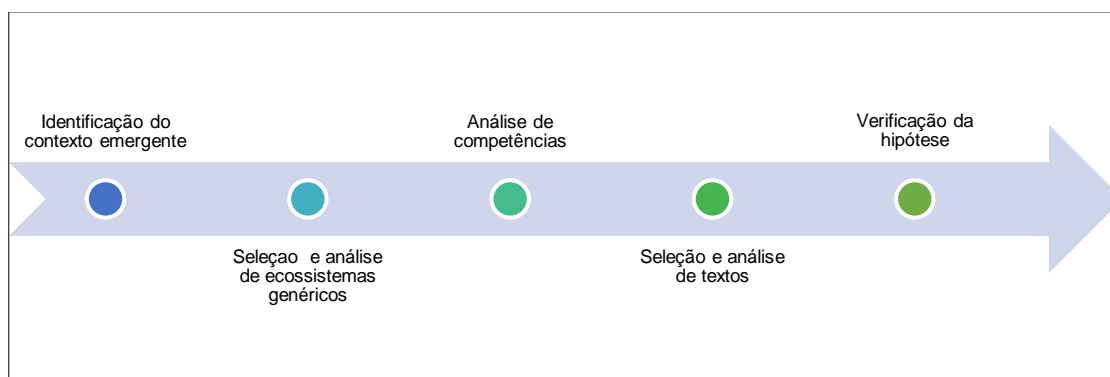 Identificação do
contexto emergente
Seleçao e análise
de ecossistemas
genéricos
Análise de
competências
Seleção e análise
de textos
Verificação da
hipótese